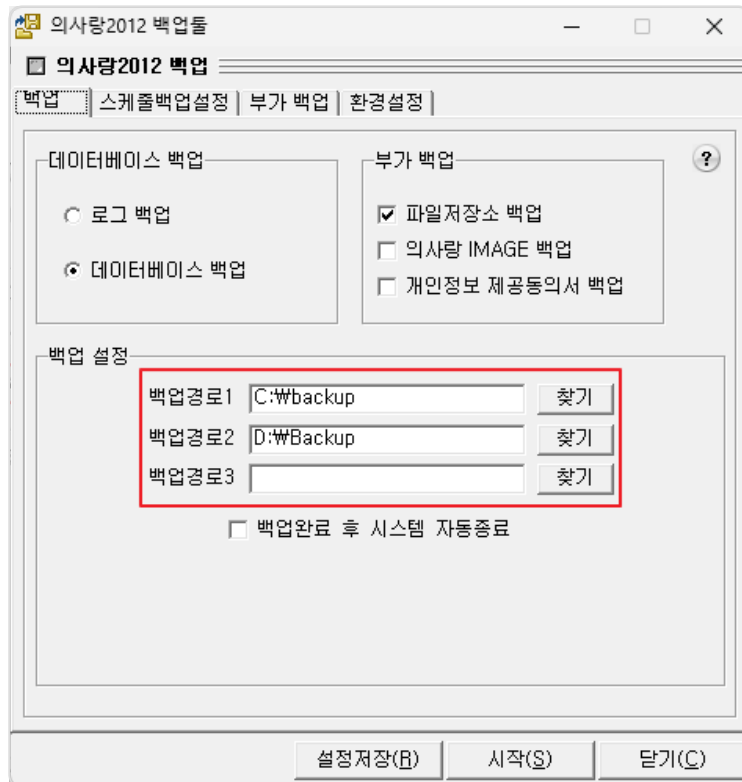 의사랑2012 백업툴
의사랑2012 백업
백업 스케줄백업설정 부가 백업 환경설정
데이터베이스 백업
로그 백업
데이터베이스 백업
부가 백업
파일저장소 백업
의사랑 IMAGE 백업
개인정보 제공동의서 백업
?
백업 설정
백업경로1 C:₩backup 찾기
백업경로2 D:₩Backup 찾기
백업경로3 찾기
백업완료 후 시스템 자동종료
설정저장(R) 시작(S) 닫기(C)